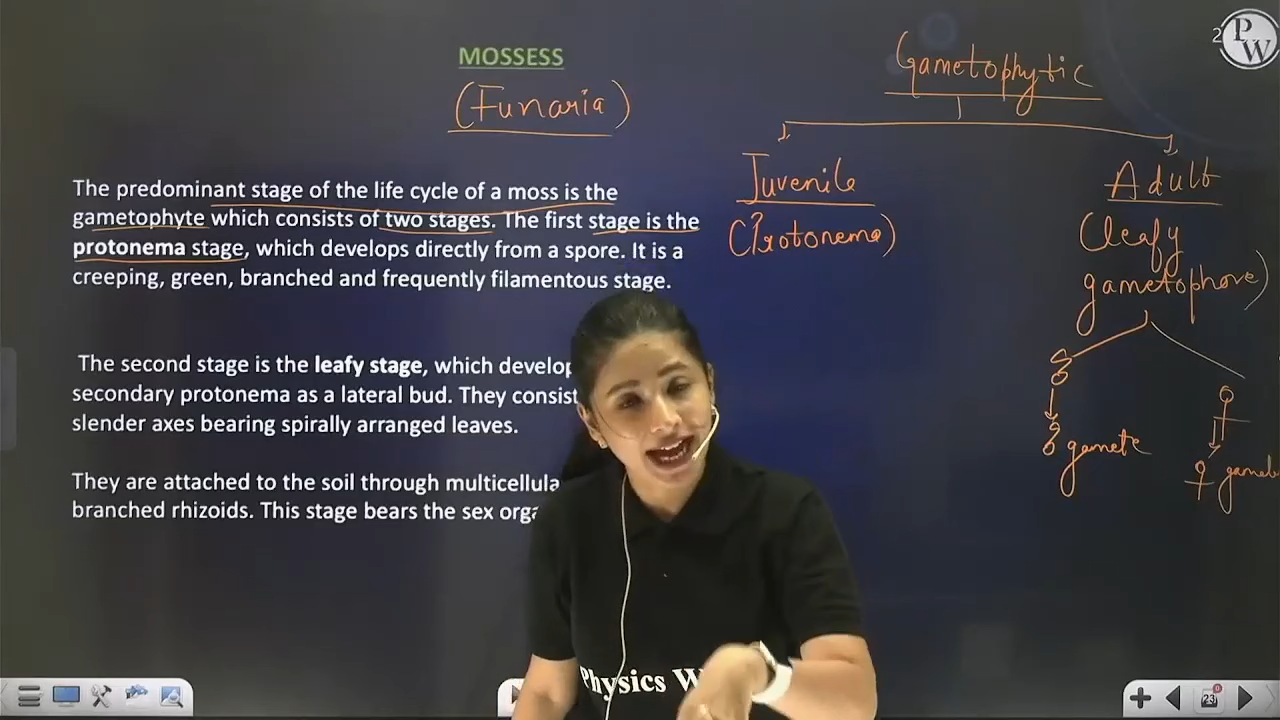 MOSSESS
(Funaria)
The predominant stage of the life cycle of a moss is the
gametophyte which consists of two stages. The first stage is the
protonema stage, which develops directly from a spore. It is a
creeping, green, branched and frequently filamentous stage.
The second stage is the leafy stage, which develop
secondary protonema as a lateral bud. They consist
slender axes bearing spirally arranged leaves.
They are attached to the soil through multicellula
branched rhizoids. This stage bears the sex orga
Gametophytic
Juvenile
(Protonema)
Adult
(leafy
gametophore)
♂ ♀
♂ gamete
♀ gamet
2
PW
Physics W
23